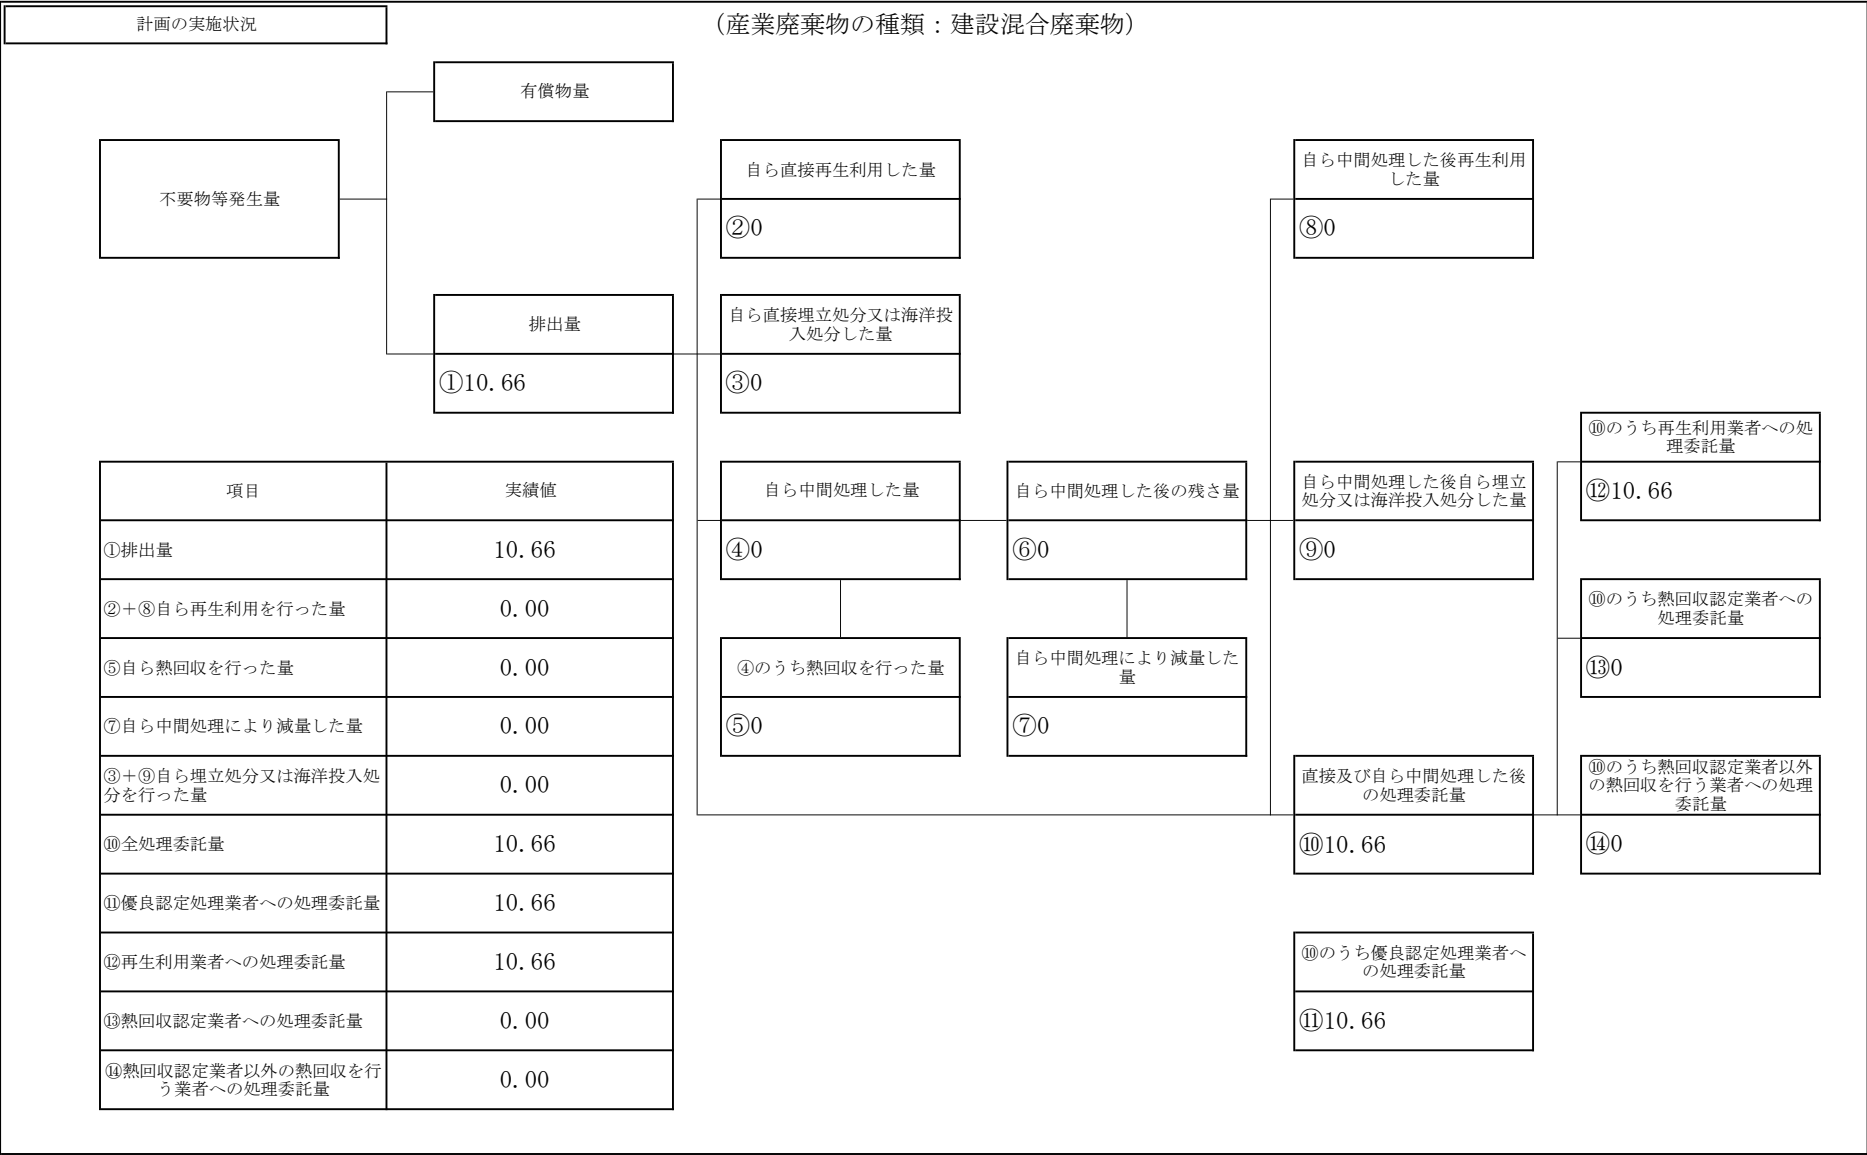 計画の実施状況
（産業廃棄物の種類：建設混合廃棄物）
有償物量
不要物等発生量
自ら直接再生利用した量
②0
自ら中間処理した後再生利用
した量
⑧0
排出量
①10.66
自ら直接埋立処分又は海洋投
入処分した量
③0
⑩のうち再生利用業者への処
理委託量
⑫10.66
自ら中間処理した量
④0
自ら中間処理した後の残さ量
⑥0
自ら中間処理した後自ら埋立
処分又は海洋投入処分した量
⑨0
⑩のうち熱回収認定業者への
処理委託量
⑬0
④のうち熱回収を行った量
⑤0
自ら中間処理により減量した
量
⑦0
直接及び自ら中間処理した後
の処理委託量
⑩10.66
⑩のうち熱回収認定業者以外
の熱回収を行う業者への処理
委託量
⑭0
⑩のうち優良認定処理業者へ
の処理委託量
⑪10.66
項目 実績値
①排出量 10.66
②＋⑧自ら再生利用を行った量 0.00
⑤自ら熱回収を行った量 0.00
⑦自ら中間処理により減量した量 0.00
③＋⑨自ら埋立処分又は海洋投入処
分を行った量 0.00
⑩全処理委託量 10.66
⑪優良認定処理業者への処理委託量 10.66
⑫再生利用業者への処理委託量 10.66
⑬熱回収認定業者への処理委託量 0.00
⑭熱回収認定業者以外の熱回収を行
う業者への処理委託量 0.00